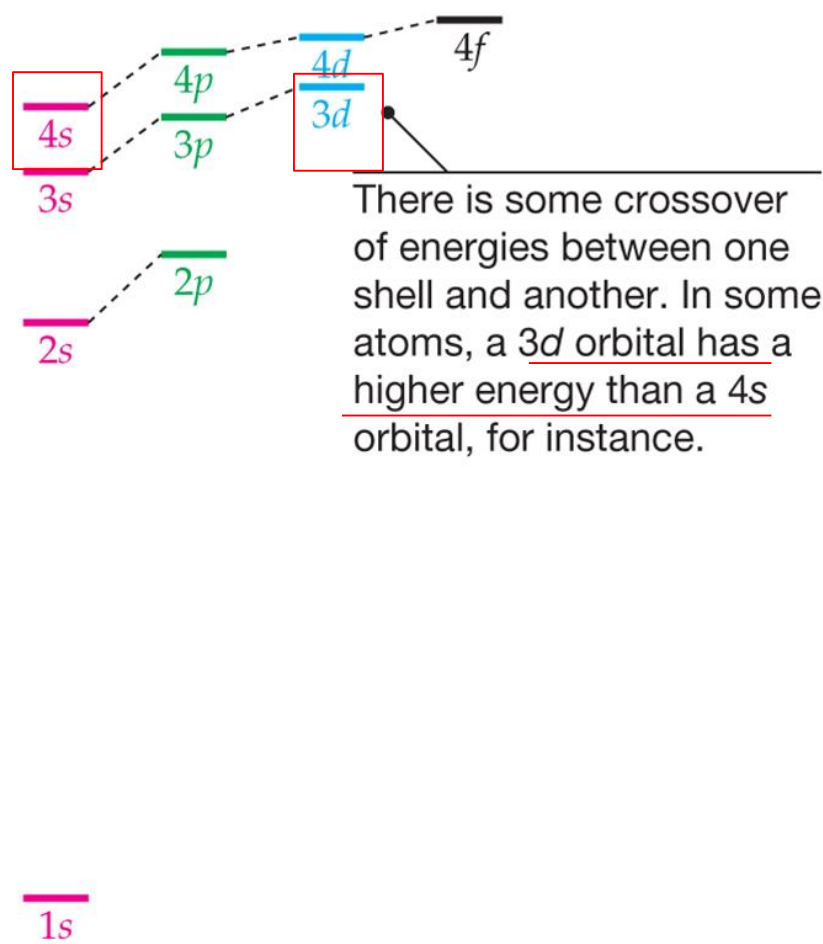 4f
4p
4d
4s
3p
3d
3s
There is some crossover
of energies between one
shell and another. In some
atoms, a 3d orbital has a
higher energy than a 4s
orbital, for instance.
2p
2s
1s